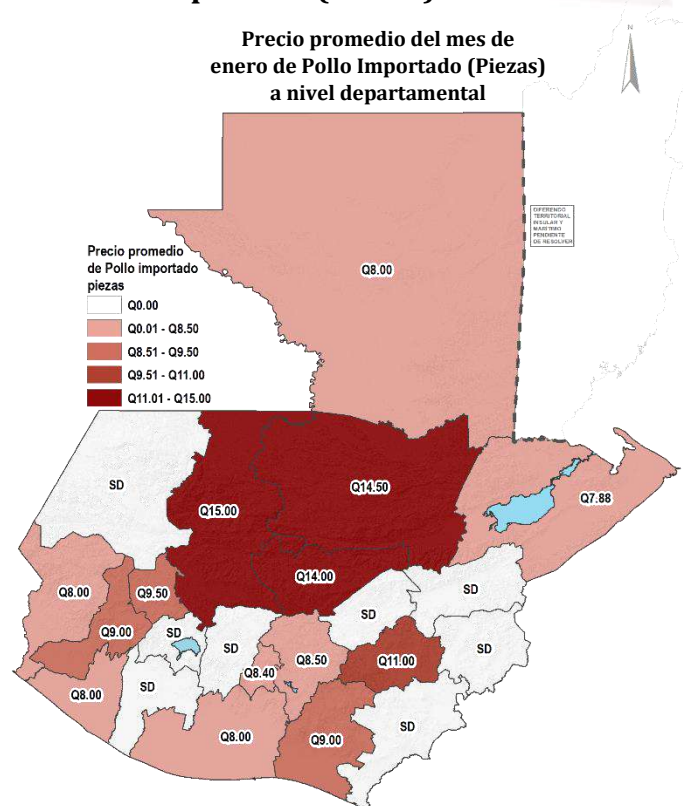 Precio promedio del mes de
enero de Pollo Importado (Piezas)
a nivel departamental
N
DIFERENDO
TERRITORIAL
INSULAR Y
MARÍTIMO
PENDIENTE
DE RESOLVER
Precio promedio
de Pollo importado
piezas
Q0.00
Q0.01 - Q8.50
Q8.51 - Q9.50
Q9.51 - Q11.00
Q11.01 - Q15.00
Q8.00
SD
Q15.00
Q14.50
Q7.88
Q8.00
Q9.50
Q14.00
SD
SD
Q9.00
SD
SD
Q8.40
Q8.50
Q11.00
SD
Q8.00
SD
Q8.00
Q9.00
SD